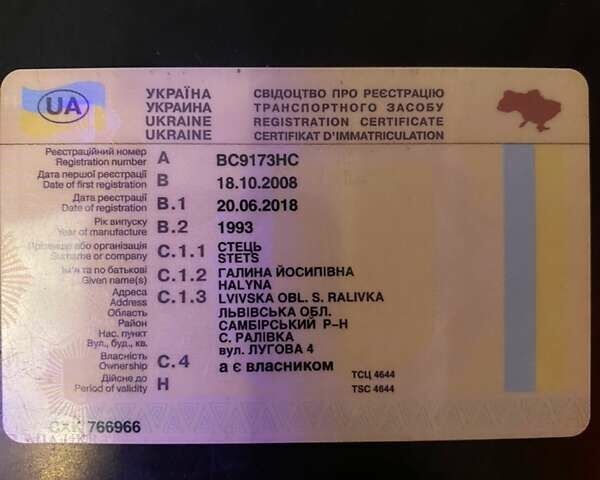 UA
УКРАЇНА СВІДОЦТВО ПРО РЕЄСТРАЦІЮ
УКРАИНА ТРАНСПОРТНОГО ЗАСОБУ
UKRAINE REGISTRATION CERTIFICATE
UKRAINE CERTIFIKAT D'IMMATRICULATION
Реєстраційний номер
Registration number A BC9173HC
Дата першої реєстрації
Date of first registration B 18.10.2008
Дата реєстрації
Date of registration B.1 20.06.2018
Рік випуску
Year of manufacture B.2 1993
Прізвище або організація C.1.1 СТЕЦЬ
Surname or company STETS
Ім'я та по батькові C.1.2 ГАЛИНА ЙОСИПІВНА
Given name(s) HALYNA
Адреса C.1.3 LVIVSKA OBL. S. RALIVKA
Address
Область ЛЬВІВСЬКА ОБЛ.
Район САМБІРСЬКИЙ Р-Н
Нас. пункт С. РАЛІВКА
Вул., буд., кв. вул. ЛУГОВА 4
Власність
Ownership C.4 а є власником
Дійсне до ТСЦ 4644
Period of validity H TSC 4644
766966